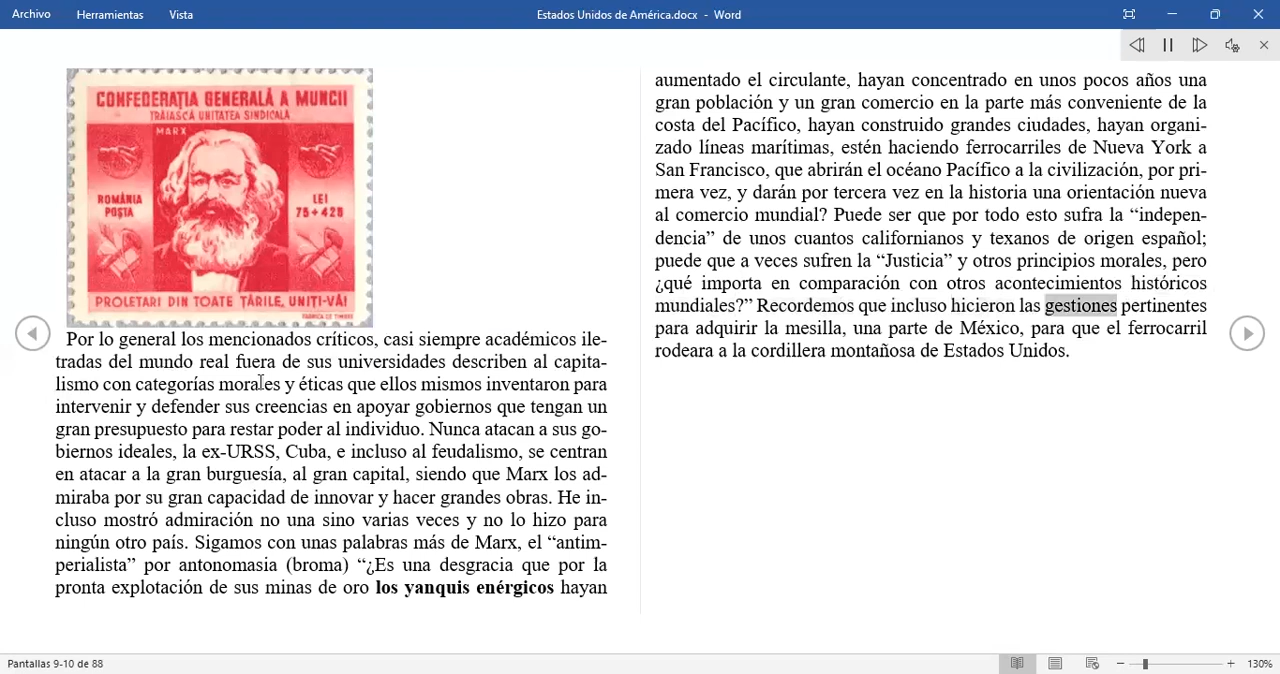 Archivo
Herramientas
Vista
Estados Unidos de América.docx - Word
CONFEDERAȚIA GENERALĂ A MUNCII
TRĂIASCĂ UNITATEA SINDICALĂ
MARX
ROMÂNIA
POȘTA
LEI
75+425
PROLETARI DIN TOATE ȚĂRILE, UNIȚI-VĂ!
FABRICA DE TIMBRE
Por lo general los mencionados críticos, casi siempre académicos ile-
tradas del mundo real fuera de sus universidades describen al capita-
lismo con categorías morales y éticas que ellos mismos inventaron para
intervenir y defender sus creencias en apoyar gobiernos que tengan un
gran presupuesto para restar poder al individuo. Nunca atacan a sus go-
biernos ideales, la ex-URSS, Cuba, e incluso al feudalismo, se centran
en atacar a la gran burguesía, al gran capital, siendo que Marx los ad-
miraba por su gran capacidad de innovar y hacer grandes obras. He in-
cluso mostró admiración no una sino varias veces y no lo hizo para
ningún otro país. Sigamos con unas palabras más de Marx, el “antim-
perialista” por antonomasia (broma) “¿Es una desgracia que por la
pronta explotación de sus minas de oro los yanquis enérgicos hayan
aumentado el circulante, hayan concentrado en unos pocos años una
gran población y un gran comercio en la parte más conveniente de la
costa del Pacífico, hayan construido grandes ciudades, hayan organi-
zado líneas marítimas, estén haciendo ferrocarriles de Nueva York a
San Francisco, que abrirán el océano Pacífico a la civilización, por pri-
mera vez, y darán por tercera vez en la historia una orientación nueva
al comercio mundial? Puede ser que por todo esto sufra la “indepen-
dencia” de unos cuantos californianos y texanos de origen español;
puede que a veces sufren la “Justicia” y otros principios morales, pero
¿qué importa en comparación con otros acontecimientos históricos
mundiales?” Recordemos que incluso hicieron las gestiones pertinentes
para adquirir la mesilla, una parte de México, para que el ferrocarril
rodeara a la cordillera montañosa de Estados Unidos.
Pantallas 9-10 de 88
130%